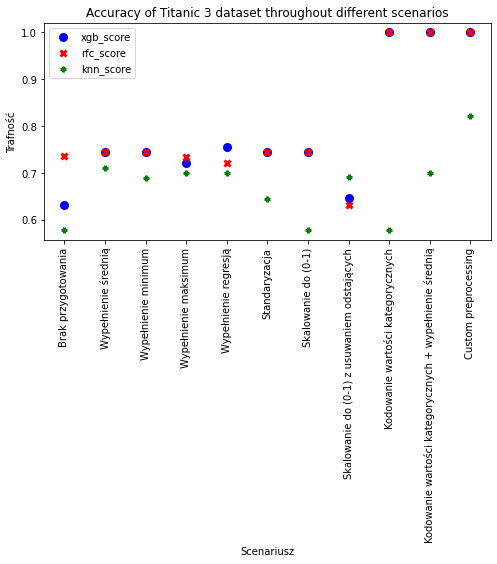 Accuracy of Titanic 3 dataset throughout different scenarios
xgb_score
rfc_score
knn_score
Trafność
1.0
0.9
0.8
0.7
0.6
Brak przygotowania
Wypełnienie średnią
Wypełnienie minimum
Wypełnienie maksimum
Wypełnienie regresją
Standaryzacja
Skalowanie do (0-1)
Skalowanie do (0-1) z usuwaniem odstających
Kodowanie wartości kategorycznych
Kodowanie wartości kategorycznych + wypełnienie średnią
Custom preprocessing
Scenariusz